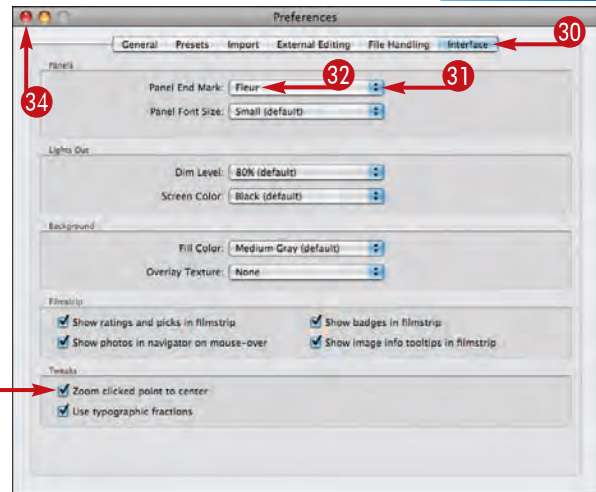 Preferences
General Presets Import External Editing File Handling Interface
30
Panels
Panel End Mark: Fleur
32
31
34
Panel Font Size: Small (default)
Lights Out
Dim Level: 80% (default)
Screen Color: Black (default)
Background
Fill Color: Medium Gray (default)
Overlay Texture: None
Filmstrip
Show ratings and picks in filmstrip
Show badges in filmstrip
Show photos in navigator on mouse-over
Show image info tooltips in filmstrip
Tweaks
Zoom clicked point to center
Use typographic fractions